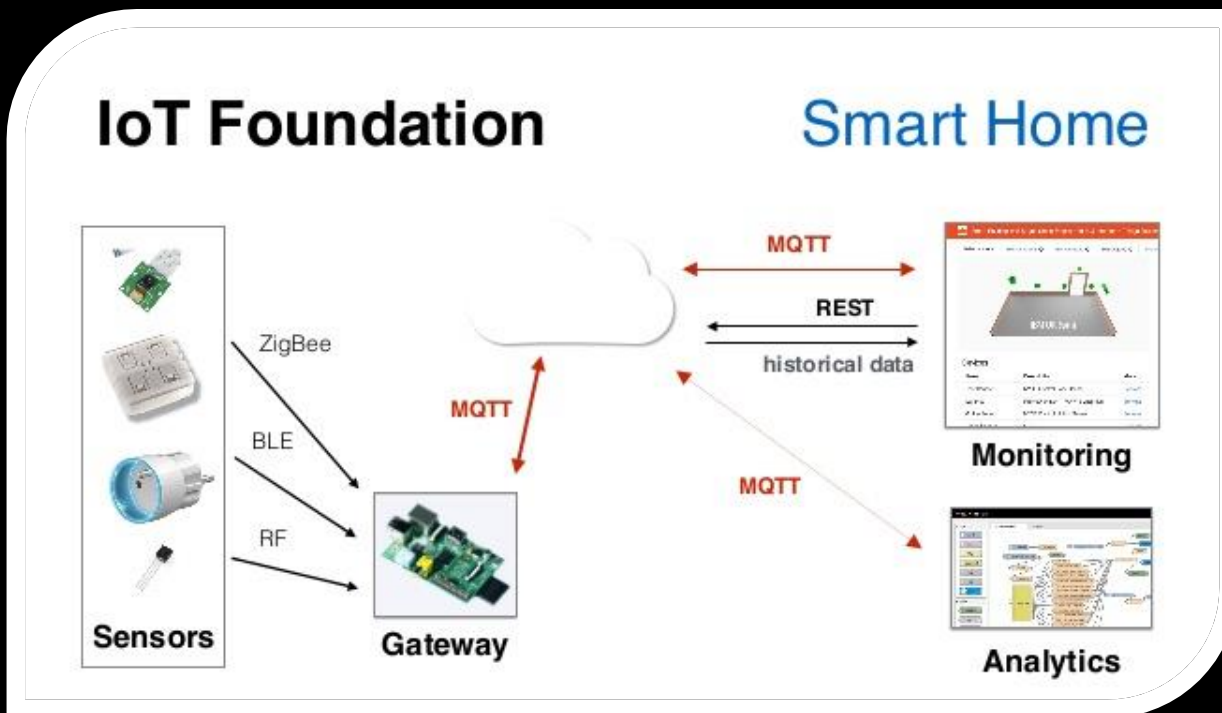 IoT Foundation
Smart Home
MQTT
REST
ZigBee
historical data
MQTT
BLE
Monitoring
MQTT
RF
Sensors
Gateway
Analytics